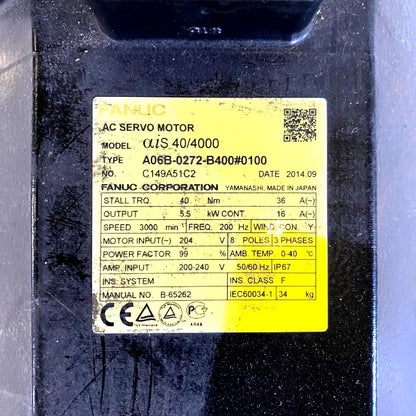 FANUC
AC SERVO MOTOR
MODEL αiS 40/4000
TYPE A06B-0272-B400#0100
NO. C149A51C2 DATE 2014.09
FANUC CORPORATION YAMANASHI, MADE IN JAPAN
STALL TRQ. 40 Nm 36 A(~)
OUTPUT 5.5 kW CONT. 16 A(~)
SPEED 3000 min⁻¹ FREQ. 200 Hz WIND. CON. Y
MOTOR INPUT(~) 204 V 8 POLES 3 PHASES
POWER FACTOR 99 % AMB. TEMP. 0-40 ℃
AMP. INPUT 200-240 V 50/60 Hz IP67
INS. SYSTEM INS. CLASS F
MANUAL NO. B-65262 IEC60034-1 34 kg
CE